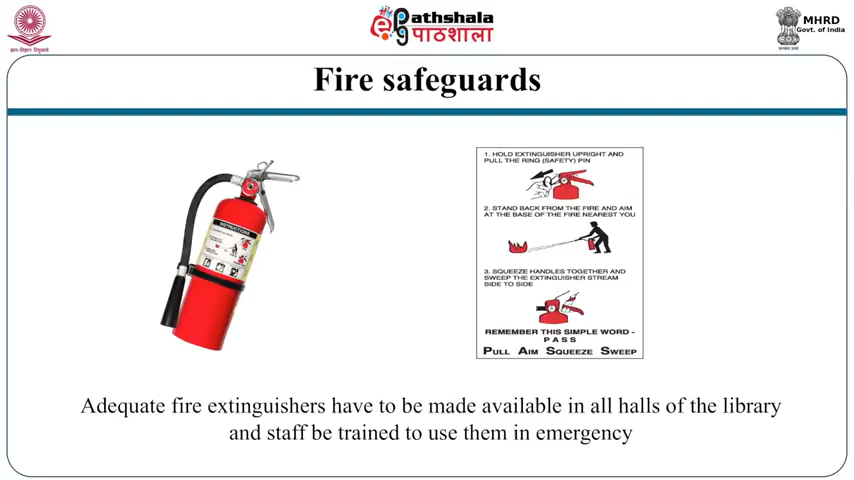 ePathshala
पाठशाला
MHRD
Govt. of India
Fire safeguards
INSTRUCTIONS
1. HOLD EXTINGUISHER UPRIGHT AND
PULL THE RING (SAFETY) PIN
2. STAND BACK FROM THE FIRE AND AIM
AT THE BASE OF THE FIRE NEAREST YOU
3. SQUEEZE HANDLES TOGETHER AND
SWEEP THE EXTINGUISHER STREAM
SIDE TO SIDE
REMEMBER THIS SIMPLE WORD -
P A S S
PULL AIM SQUEEZE SWEEP
Adequate fire extinguishers have to be made available in all halls of the library
and staff be trained to use them in emergency